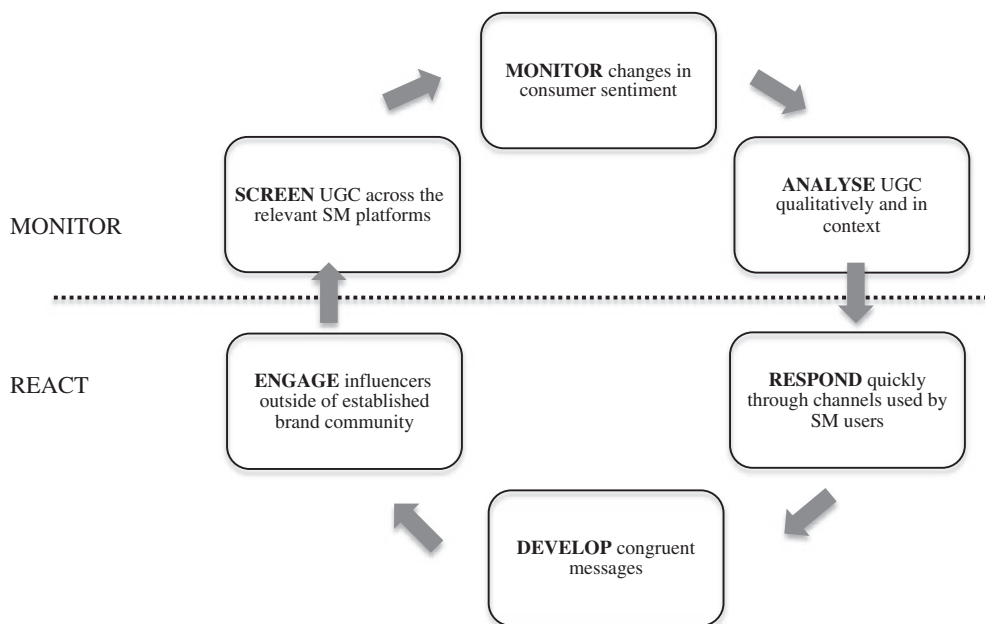 MONITOR changes in
consumer sentiment
SCREEN UGC across the
relevant SM platforms
ANALYSE UGC
qualitatively and in
context
MONITOR
REACT
ENGAGE influencers
outside of established
brand community
RESPOND quickly
through channels used by
SM users
DEVELOP congruent
messages